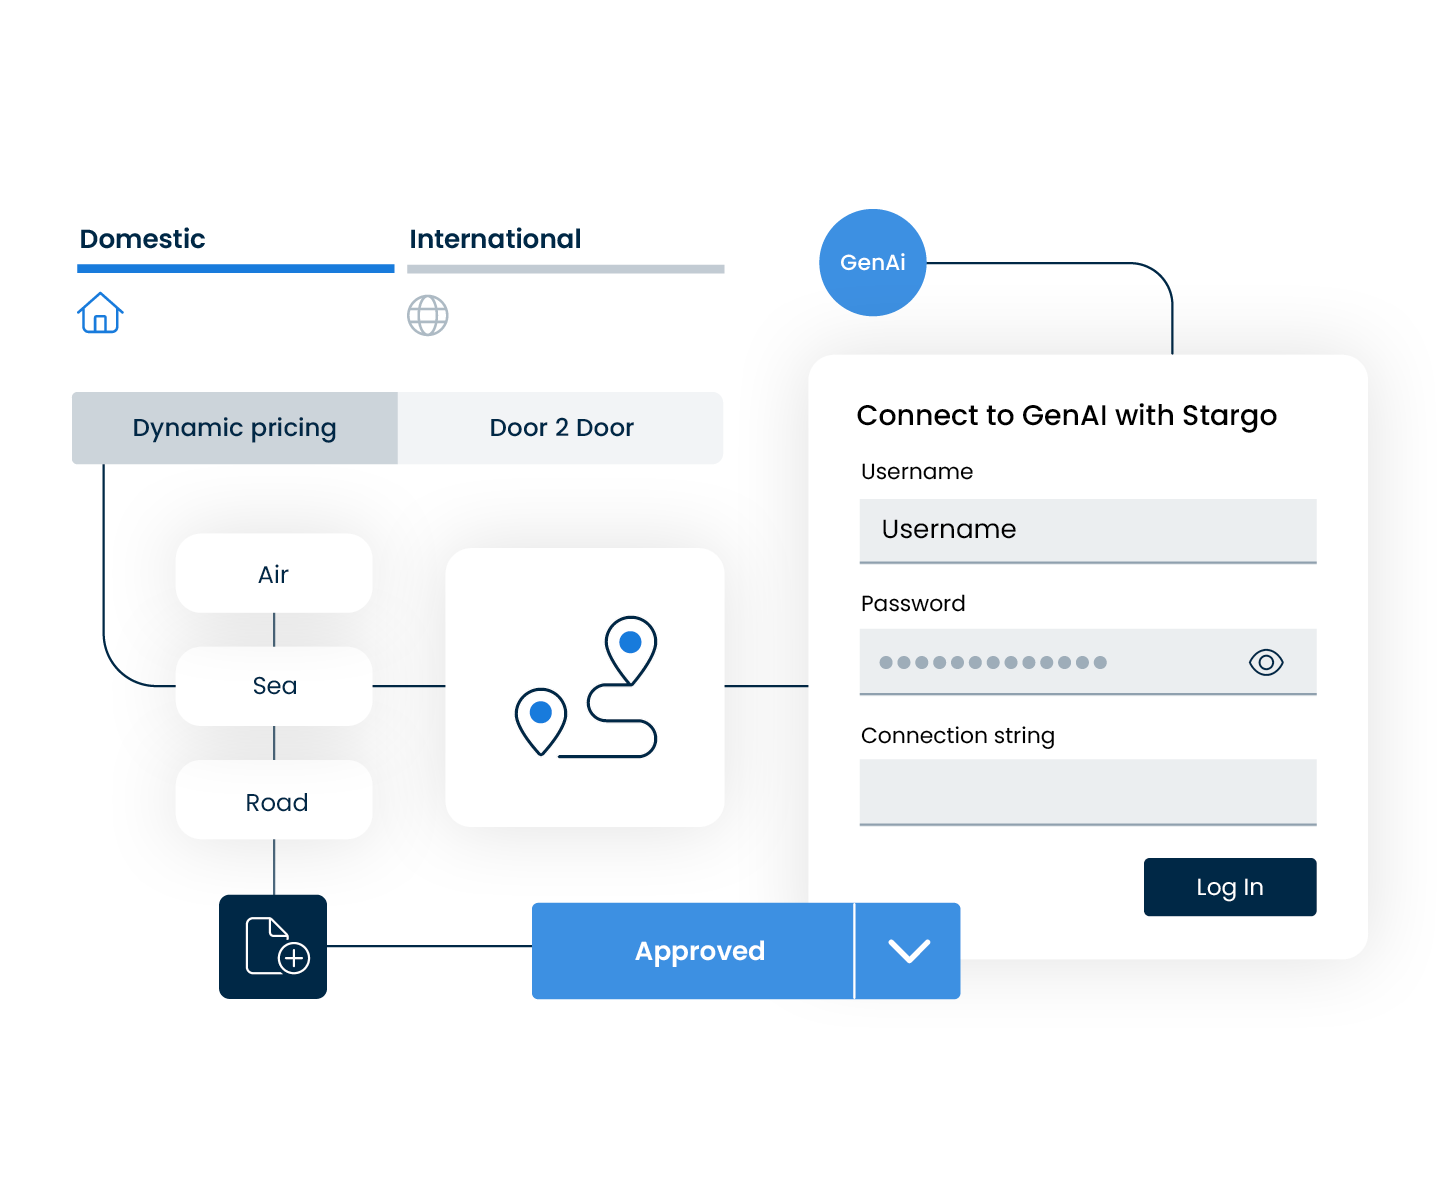 Domestic
International
GenAi
Dynamic pricing
Door 2 Door
Connect to GenAI with Stargo
Username
Username
Password
Connection string
Log In
Air
Sea
Road
Approved